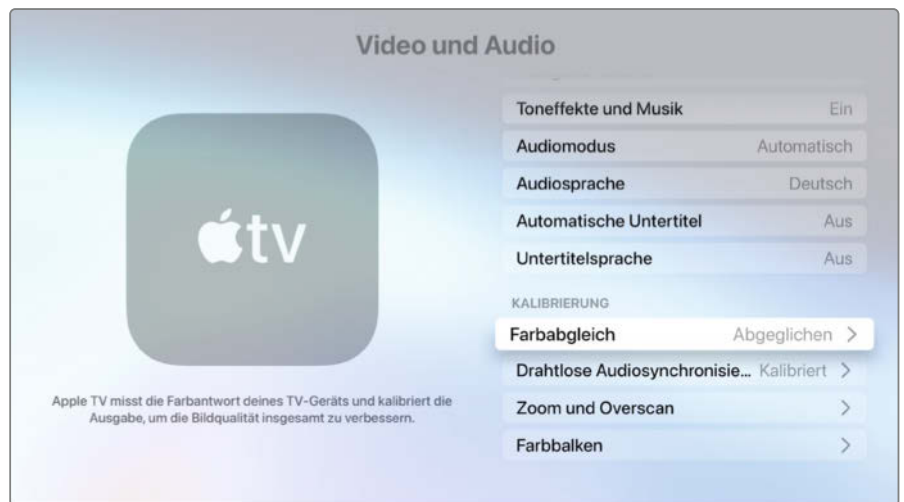 Video und Audio
Toneffekte und Musik Ein
Audiomodus Automatisch
Audiosprache Deutsch
Automatische Untertitel Aus
Untertitelsprache Aus
KALIBRIERUNG
Farbabgleich Abgeglichen >
Drahtlose Audiosynchronisie... Kalibriert >
Zoom und Overscan >
Farbbalken >
tv
Apple TV misst die Farbantwort deines TV-Geräts und kalibriert die
Ausgabe, um die Bildqualität insgesamt zu verbessern.